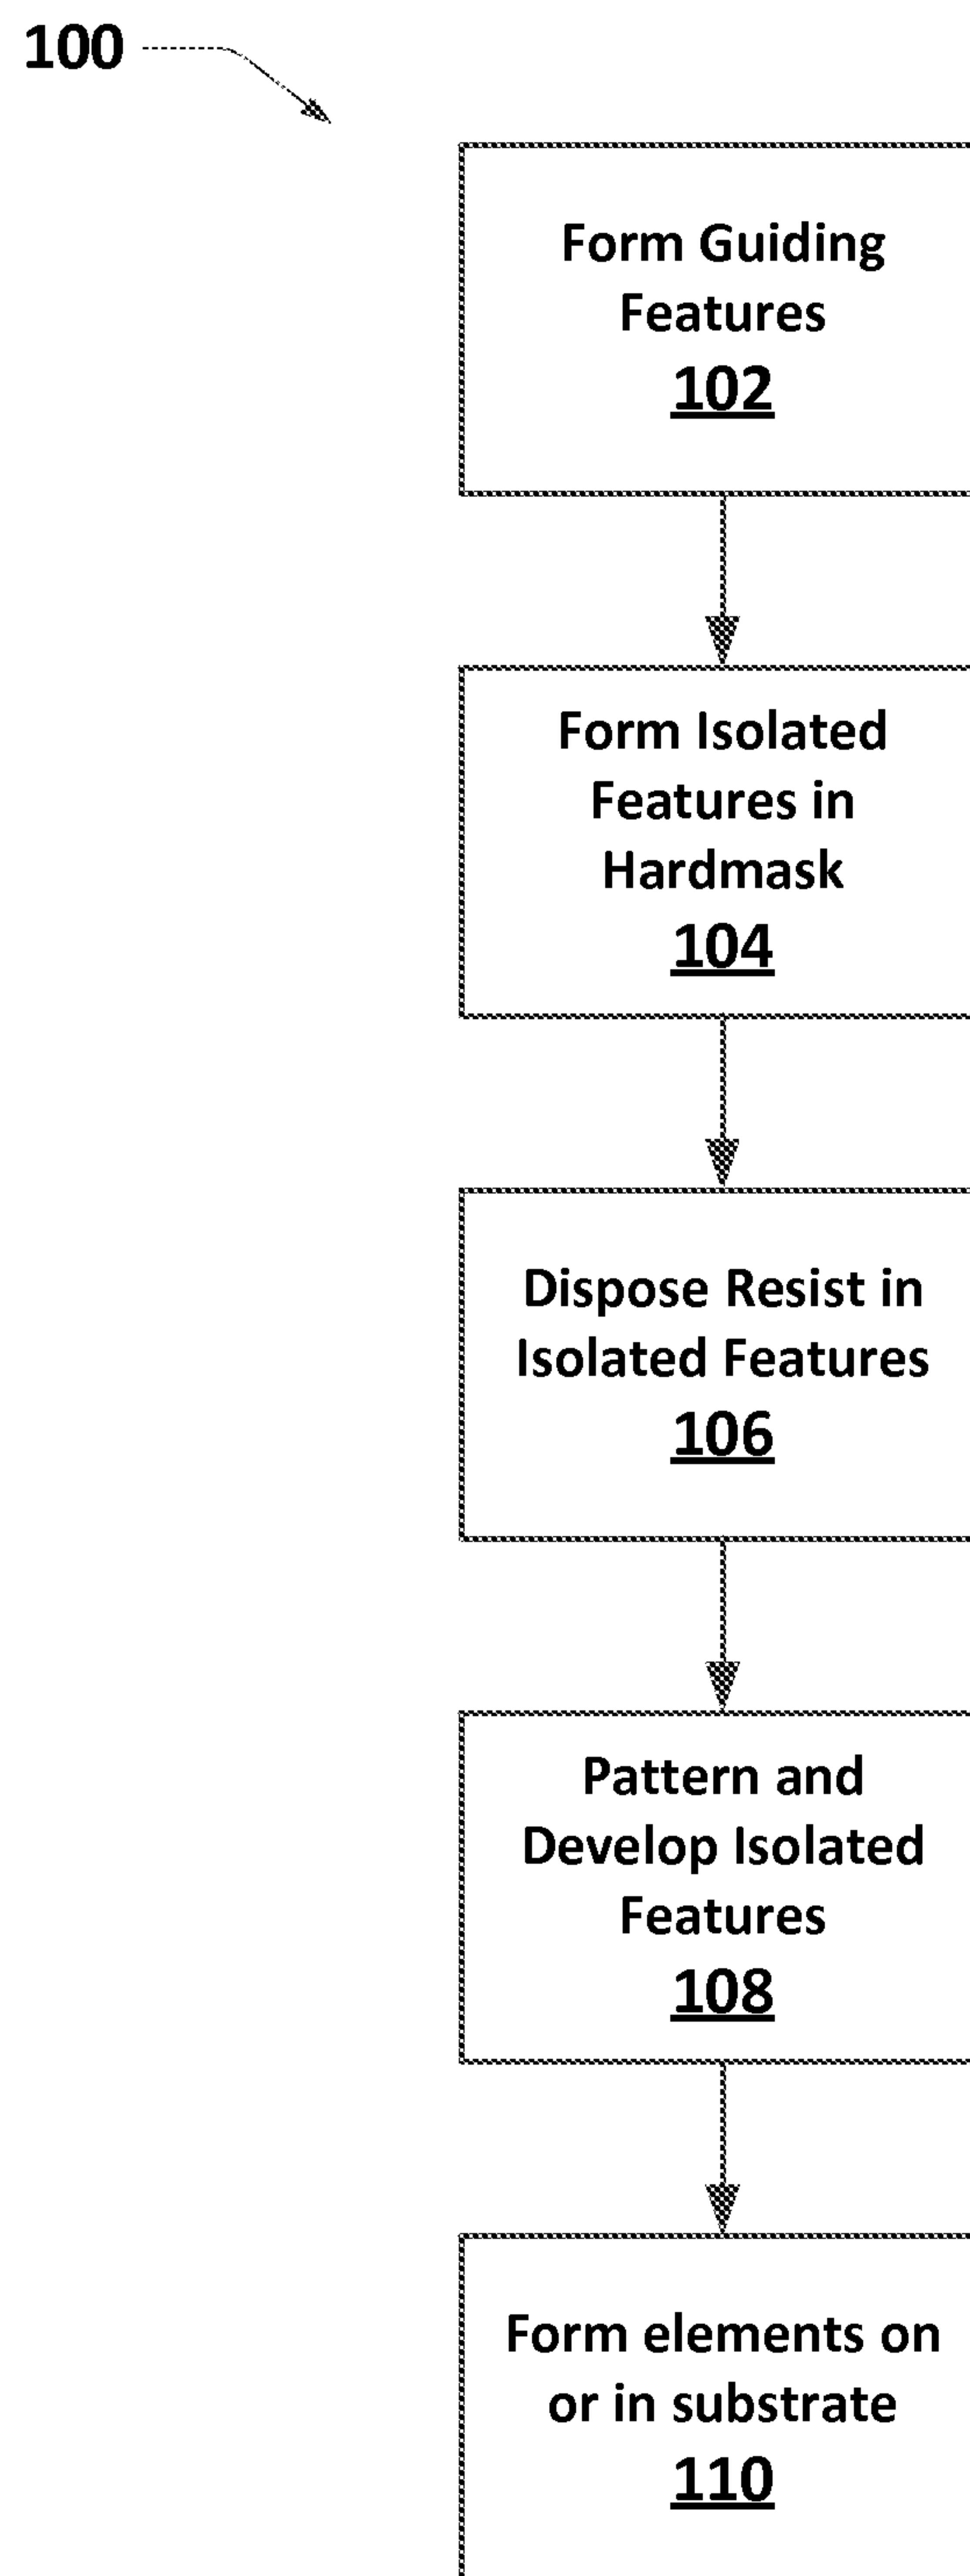 100
Form Guiding
Features
102
Form Isolated
Features in
Hardmask
104
Dispose Resist in
Isolated Features
106
Pattern and
Develop Isolated
Features
108
Form elements on
or in substrate
110